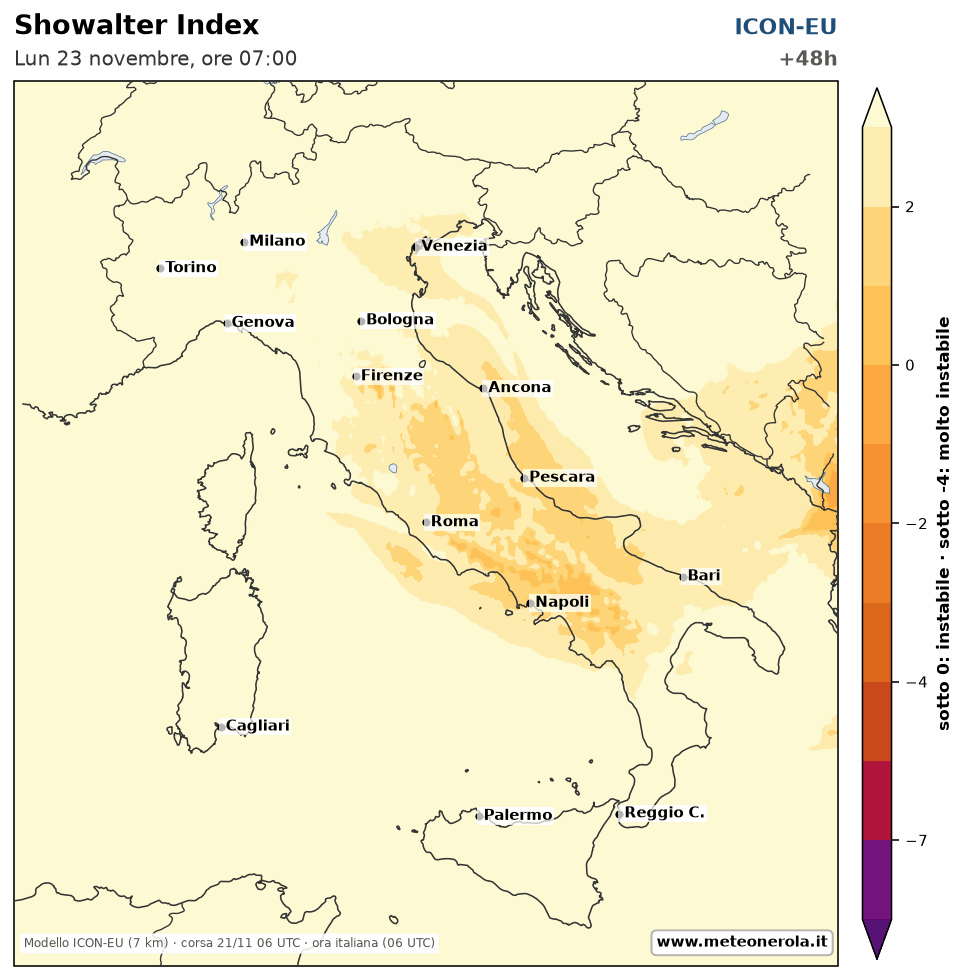 Showalter Index
ICON-EU
Lun 23 novembre, ore 07:00
+48h
Milano
Venezia
Torino
Genova
Bologna
Firenze
Ancona
Pescara
Roma
Bari
Napoli
Cagliari
Palermo
Reggio C.
2
0
−2
−4
−7
sotto 0: instabile · sotto -4: molto instabile
Modello ICON-EU (7 km) · corsa 21/11 06 UTC · ora italiana (06 UTC)
www.meteonerola.it